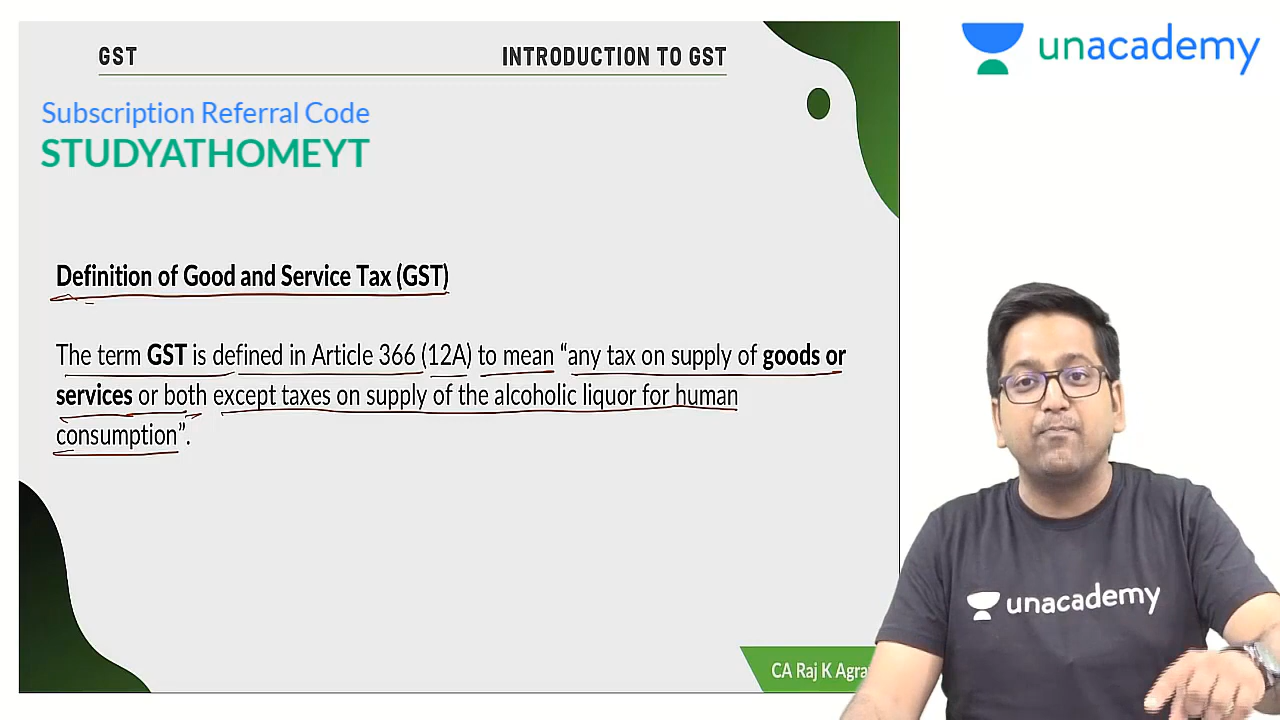 GST
INTRODUCTION TO GST
unacademy
Subscription Referral Code
STUDYATHOMEYT
Definition of Good and Service Tax (GST)
The term GST is defined in Article 366 (12A) to mean “any tax on supply of goods or
services or both except taxes on supply of the alcoholic liquor for human
consumption”.
unacademy
CA Raj K